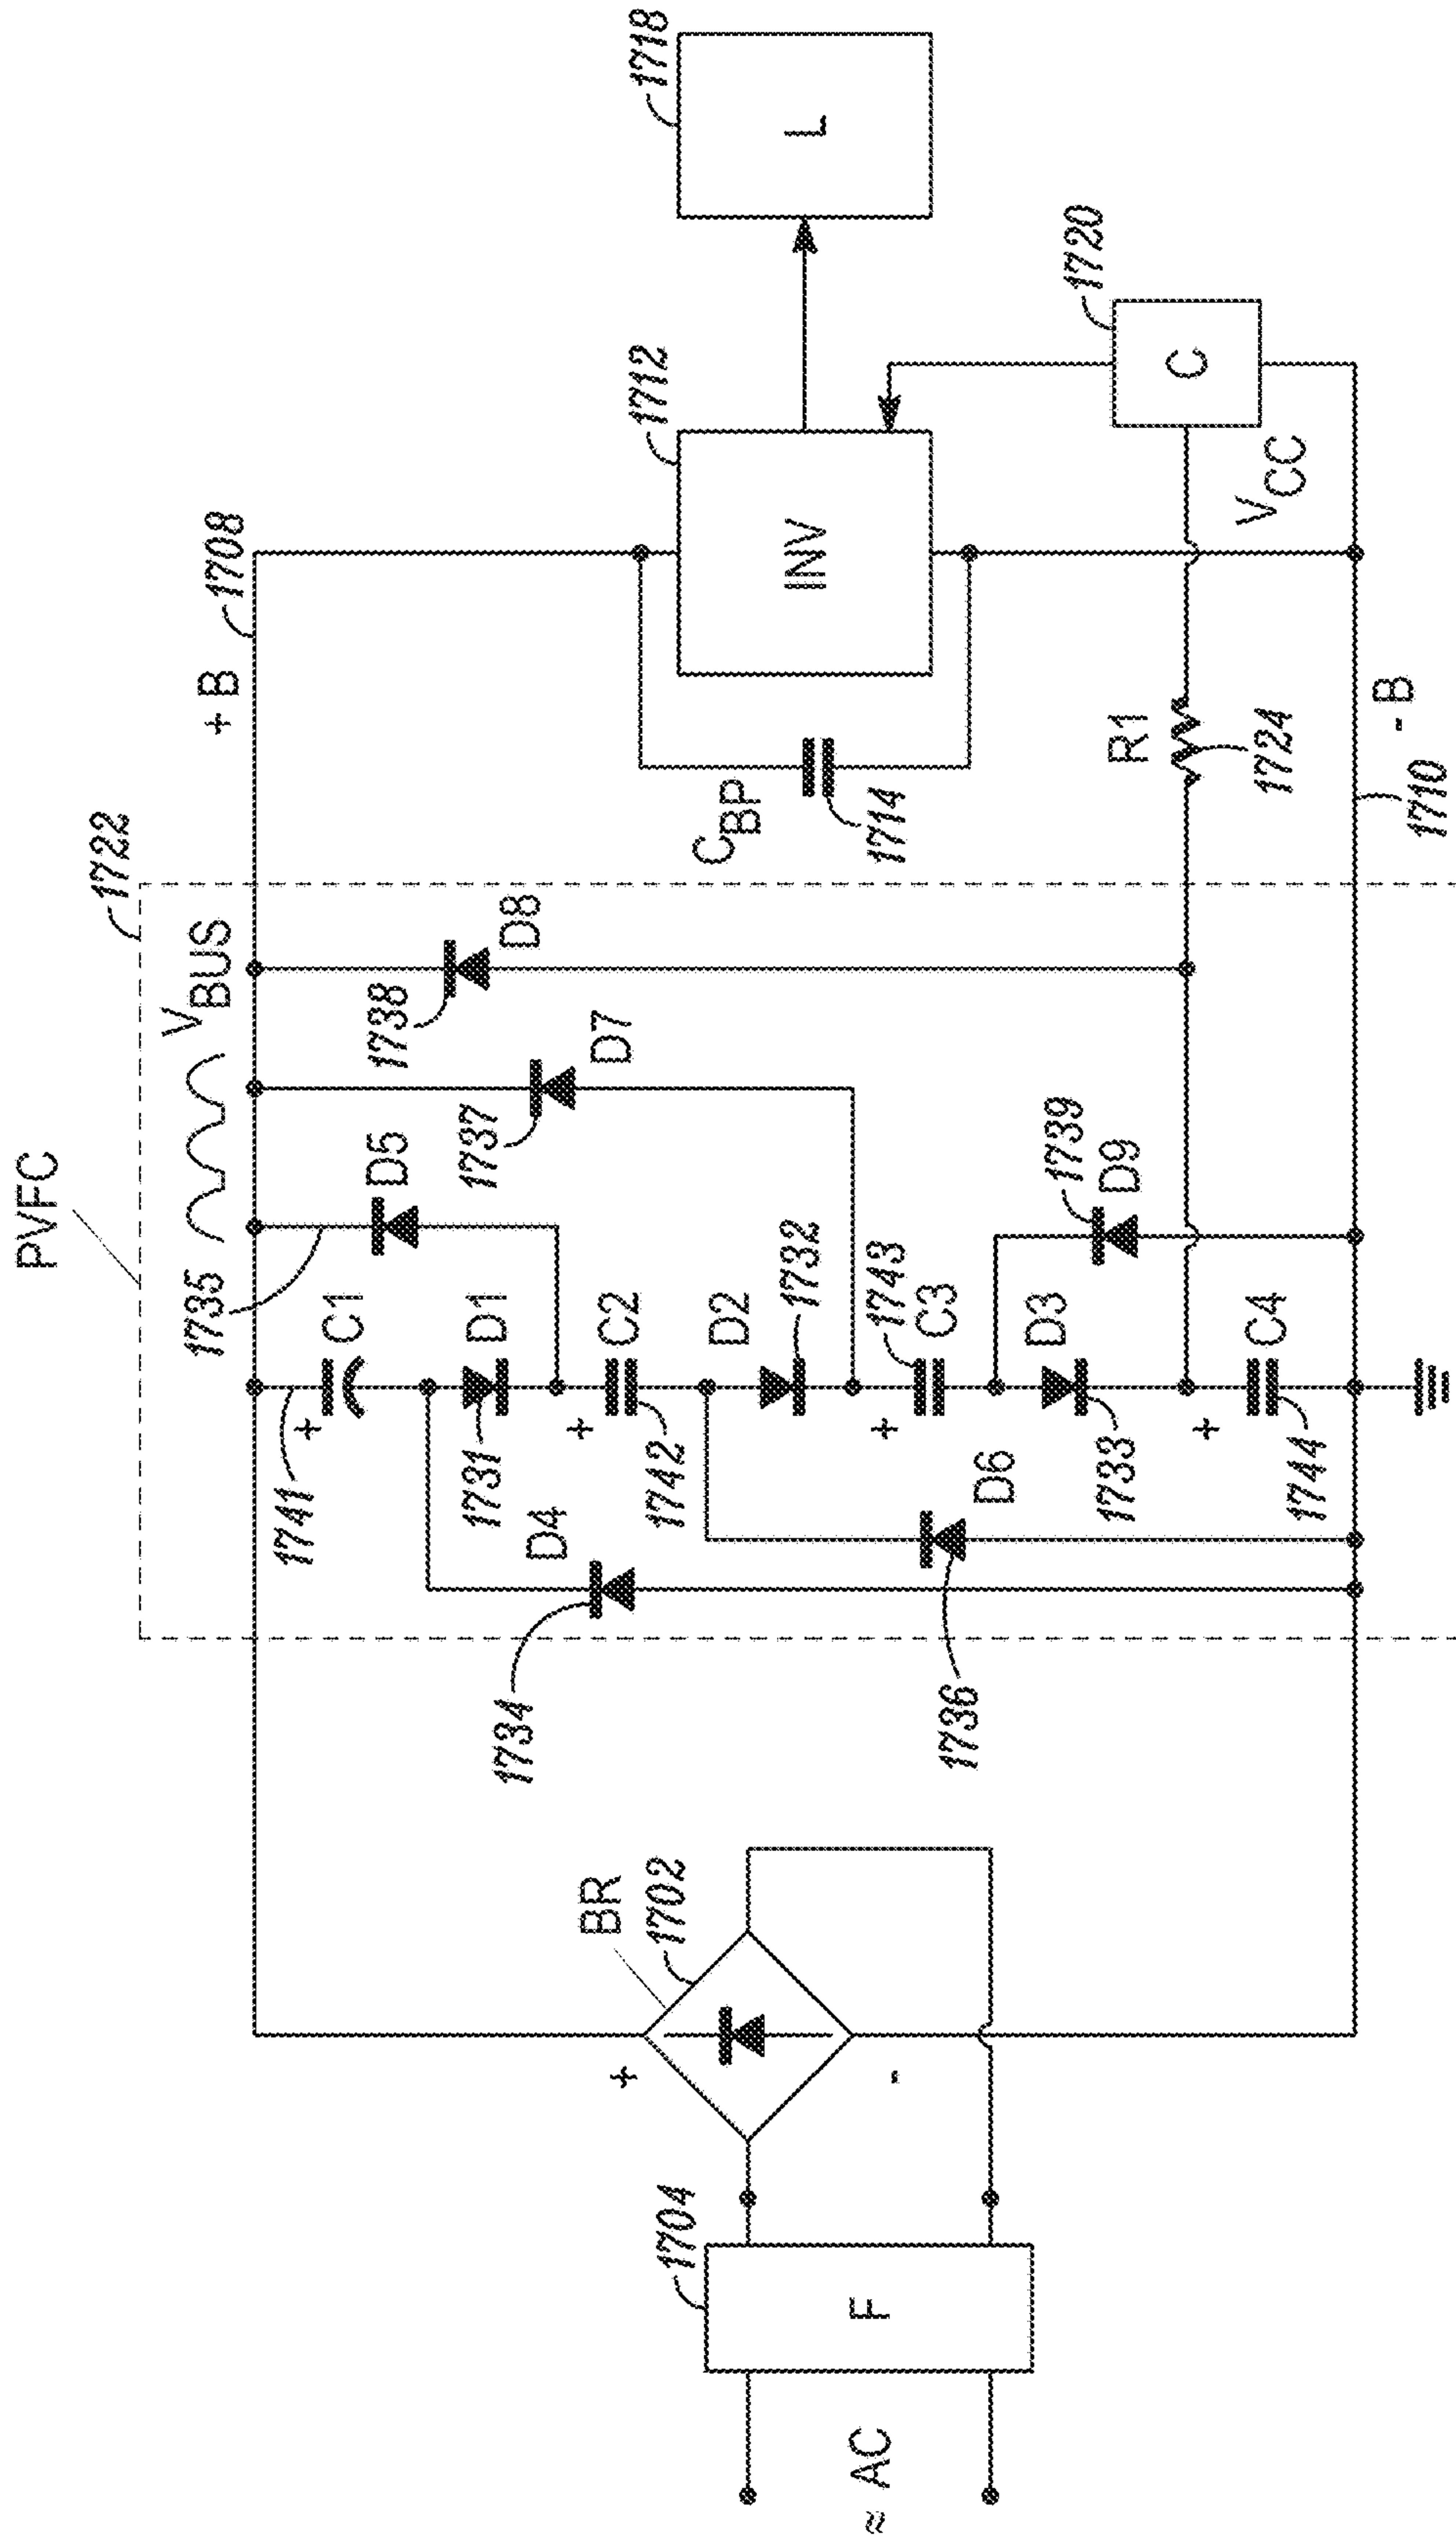 PVFC
1722
1735
V BUS
+ B
1708
1741
+
C1
D5
1738
D8
1712
1718
D4
1731
D1
1737
D7
C BP
INV
L
1734
+
C2
1742
D2
1732
1714
BR
1702
+
-
1704
F
≈ AC
1736
D6
+
C3
1743
1733
D3
1739
D9
R1
1724
C
1720
V CC
+
C4
1744
1710
- B